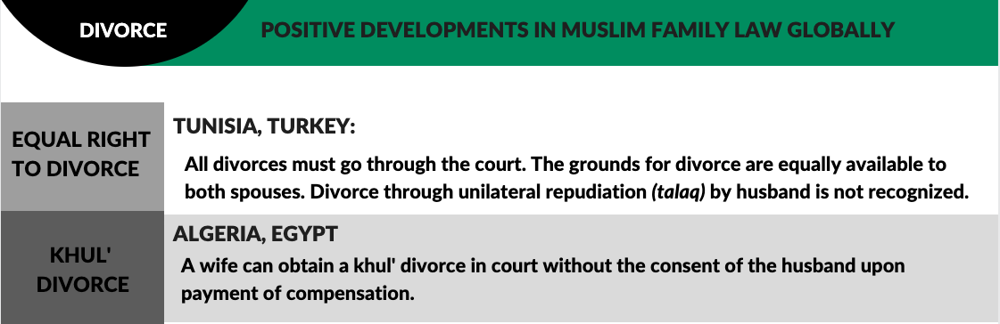 DIVORCE
POSITIVE DEVELOPMENTS IN MUSLIM FAMILY LAW GLOBALLY
EQUAL RIGHT
TO DIVORCE
TUNISIA, TURKEY:
All divorces must go through the court. The grounds for divorce are equally available to
both spouses. Divorce through unilateral repudiation (talaq) by husband is not recognized.
KHUL'
DIVORCE
ALGERIA, EGYPT
A wife can obtain a khul' divorce in court without the consent of the husband upon
payment of compensation.